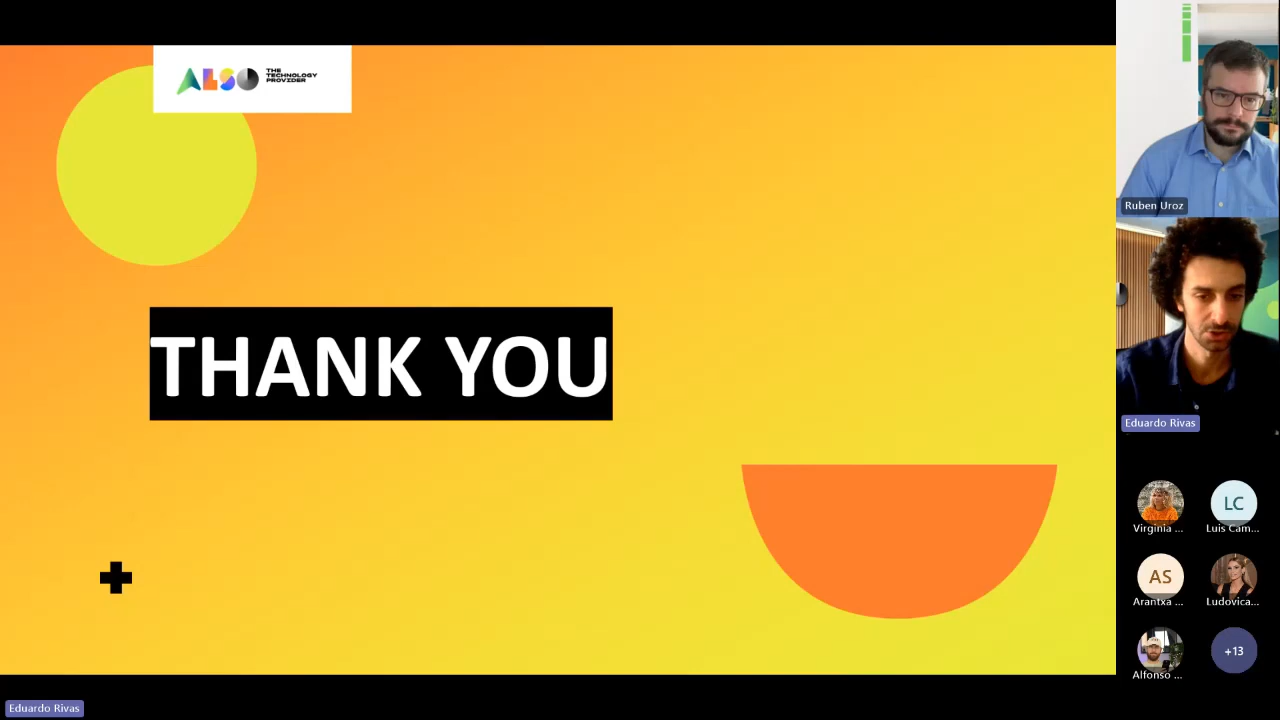 ALSO
THE
TECHNOLOGY
PROVIDER
THANK YOU
Ruben Uroz
Eduardo Rivas
Virginia ...
LC
Luis Cam...
AS
Arantxa ...
Ludovica...
Alfonso ...
+13
Eduardo Rivas